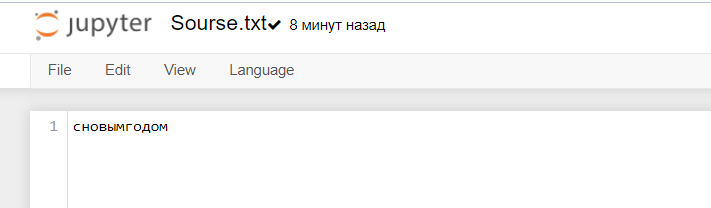 jupyter Sourse.txt✔ 8 минут назад
File Edit View Language
1 сновымгодом